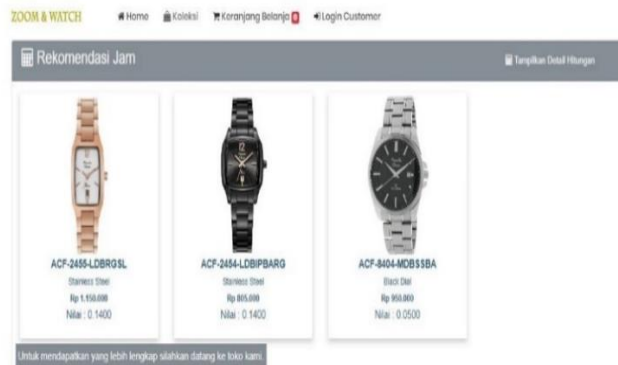 ZOOM & WATCH
Home Koleksi Keranjang Belanja 0 Login Customer
Rekomendasi Jam
Tampilkan Detail Hitungan
ACF-2455-LDBRGSL
Stainless Steel
Rp 1.150.000
Nilai : 0.1400
ACF-2454-LDBIPBARG
Stainless Steel
Rp 805.000
Nilai : 0.1400
ACF-8404-MDBSSBA
Black Dial
Rp 950.000
Nilai : 0.0500
Untuk mendapatkan yang lebih lengkap silahkan datang ke toko kami.